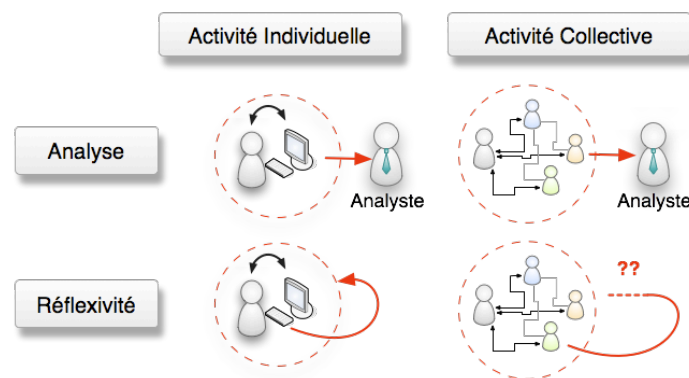 Activité Individuelle
Activité Collective
Analyse
Analyste
Analyste
Réflexivité
??